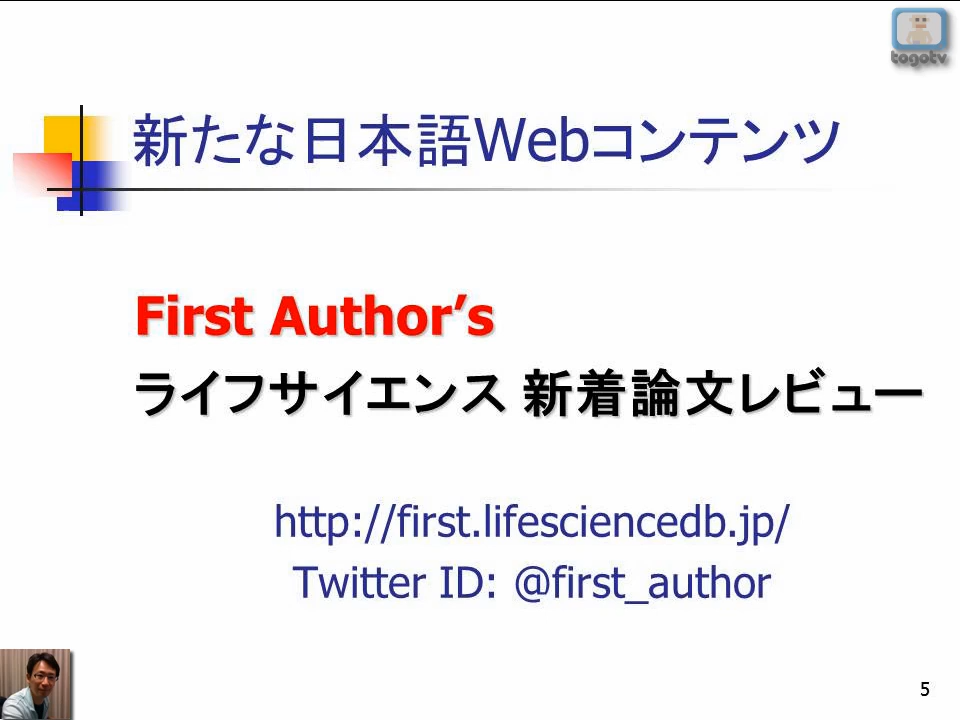 togotv
新たな日本語Webコンテンツ
First Author’s
ライフサイエンス 新着論文レビュー
http://first.lifesciencedb.jp/
Twitter ID: @first_author
5